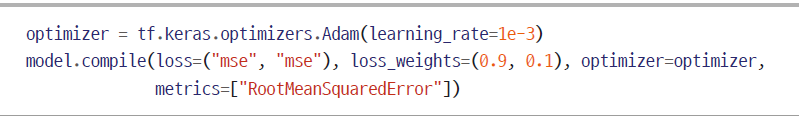 optimizer = tf.keras.optimizers.Adam(learning_rate=1e-3)
model.compile(loss=("mse", "mse"), loss_weights=(0.9, 0.1), optimizer=optimizer,
              metrics=["RootMeanSquaredError"])